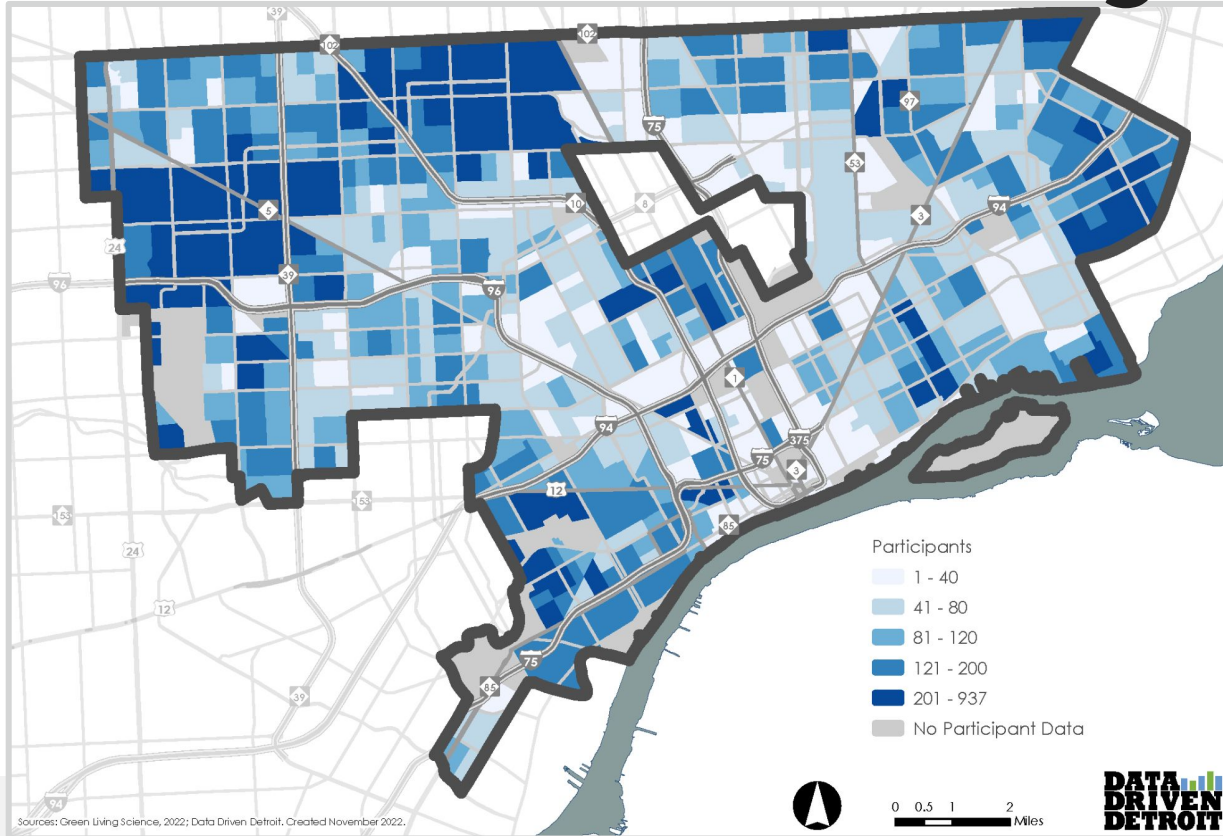 39
102
102
75
97
53
5
10
8
3
94
24
39
96
96
1
94
375
75
3
12
85
153
153
24
12
75
85
39
94
Participants
1 - 40
41 - 80
81 - 120
121 - 200
201 - 937
No Participant Data
0 0.5 1 2
Miles
DATA
DRIVEN
DETROIT
Sources: Green Living Science, 2022; Data Driven Detroit. Created November 2022.